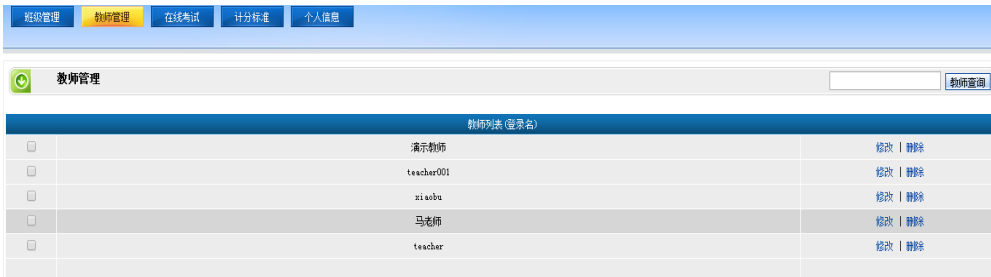 班级管理 教师管理 在线考试 计分标准 个人信息
教师管理 教师查询
教师列表(登录名)
演示教师 修改 | 删除
teacher001 修改 | 删除
xiaobu 修改 | 删除
马老师 修改 | 删除
teacher 修改 | 删除